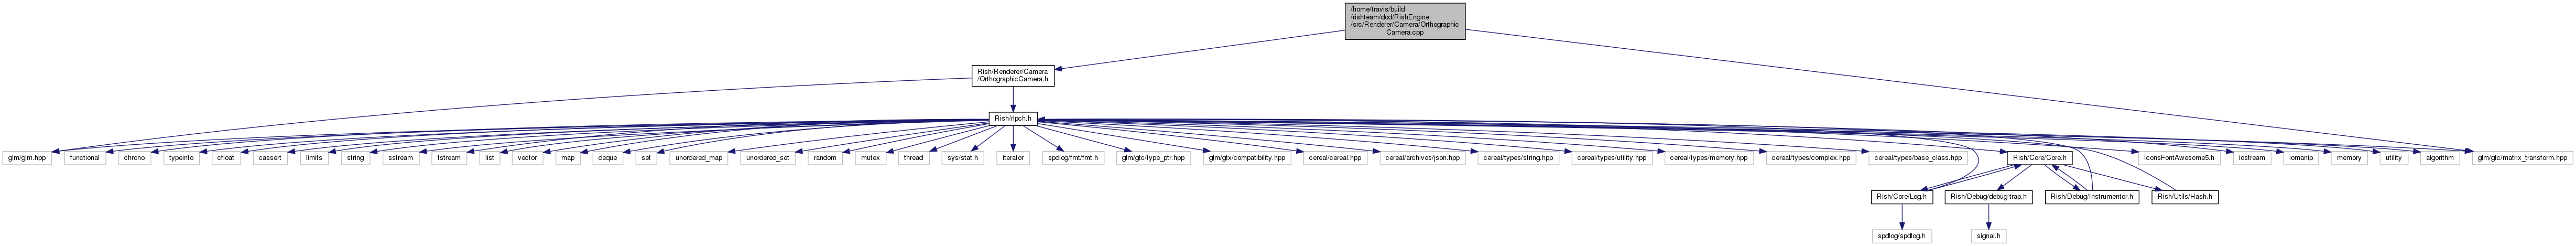 /home/travis/build
/rishteam/dod/RishEngine
/src/Renderer/Camera/Orthographic
Camera.cpp
Rish/Renderer/Camera
/OrthographicCamera.h
Rish/rlpch.h
glm/glm.hpp
functional
chrono
typeinfo
cfloat
cassert
limits
string
sstream
fstream
list
vector
map
deque
set
unordered_map
unordered_set
random
mutex
thread
sys/stat.h
iterator
spdlog/fmt/fmt.h
glm/gtc/type_ptr.hpp
glm/gtx/compatibility.hpp
cereal/cereal.hpp
cereal/archives/json.hpp
cereal/types/string.hpp
cereal/types/utility.hpp
cereal/types/memory.hpp
cereal/types/complex.hpp
cereal/types/base_class.hpp
Rish/Core/Core.h
IconsFontAwesome5.h
iostream
iomanip
memory
utility
algorithm
glm/gtc/matrix_transform.hpp
Rish/Core/Log.h
Rish/Debug/debug-trap.h
Rish/Debug/Instrumentor.h
Rish/Utils/Hash.h
spdlog/spdlog.h
signal.h